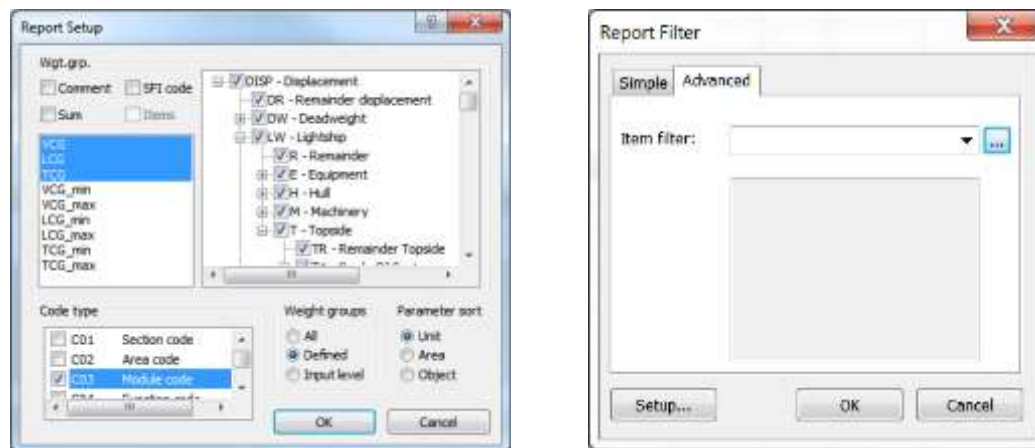 Report Setup
Wgt.grp.
Comment
SFI code
Sum
Items
VCG
LCG
TCG
VCG_min
VCG_max
LCG_min
LCG_max
TCG_min
TCG_max
DISP - Displacement
DR - Remainder displacement
DW - Deadweight
LW - Lightship
R - Remainder
E - Equipment
H - Hull
M - Machinery
T - Topside
TR - Remainder Topside
Code type
C01 Section code
C02 Area code
C03 Module code
Weight groups
All
Defined
Input level
Parameter sort
Unit
Area
Object
OK
Cancel
Report Filter
Simple
Advanced
Item filter:
...
Setup...
OK
Cancel